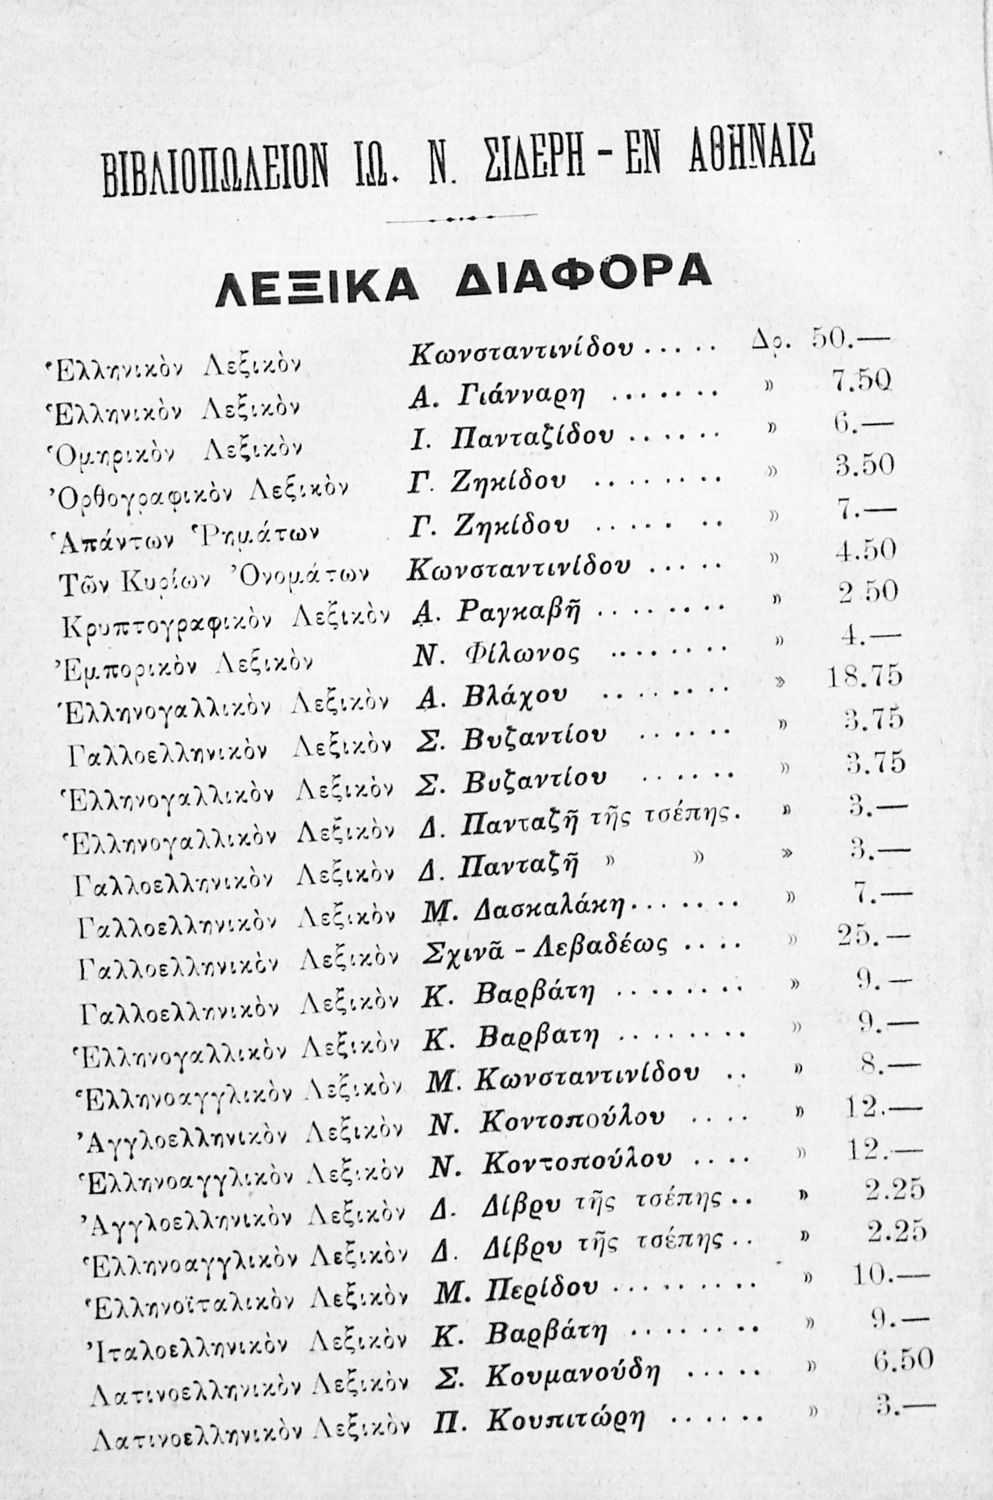 ΒΙΒΛΙΟΠΩΛΕΙΟΝ ΙΩ. Ν. ΣΙΔΕΡΗ - ΕΝ ΑΘΗΝΑΙΣ
ΛΕΞΙΚΑ ΔΙΑΦΟΡΑ
Ἑλληνικὸν Λεξικὸν Κωνσταντινίδου ..... Δρ. 50.—
Ἑλληνικὸν Λεξικὸν Α. Γιάνναρη ....... » 7.50
Ὁμηρικὸν Λεξικὸν Ι. Πανταζίδου ...... » 6.—
Ὀρθογραφικὸν Λεξικὸν Γ. Ζηκίδου ........ » 3.50
Ἁπάντων Ῥημάτων Γ. Ζηκίδου ..... .. » 7.—
Τῶν Κυρίων Ὀνομάτων Κωνσταντινίδου ..... » 4.50
Κρυπτογραφικὸν Λεξικὸν Α. Ραγκαβῆ ........ » 2 50
Ἐμπορικὸν Λεξικὸν Ν. Φίλωνος ........ » 4.—
Ἑλληνογαλλικὸν Λεξικὸν Α. Βλάχου ........ » 18.75
Γαλλοελληνικὸν Λεξικὸν Σ. Βυζαντίου ...... » 3.75
Ἑλληνογαλλικὸν Λεξικὸν Σ. Βυζαντίου ...... » 3.75
Ἑλληνογαλλικὸν Λεξικὸν Δ. Πανταζῆ τῆς τσέπης. » 3.—
Γαλλοελληνικὸν Λεξικὸν Δ. Πανταζῆ » » » 3.—
Γαλλοελληνικὸν Λεξικὸν Μ. Δασκαλάκη....... » 7.—
Γαλλοελληνικὸν Λεξικὸν Σχινᾶ - Λεβαδέως .... » 25.—
Γαλλοελληνικὸν Λεξικὸν Κ. Βαρβάτη ........ » 9.—
Ἑλληνογαλλικὸν Λεξικὸν Κ. Βαρβατη ........ » 9.—
Ἑλληνοαγγλικὸν Λεξικὸν Μ. Κωνσταντινίδου .. » 8.—
Ἀγγλοελληνικὸν Λεξικὸν Ν. Κοντοπούλου .... » 12.—
Ἑλληνοαγγλικὸν Λεξικὸν Ν. Κοντοπούλου .... » 12.—
Ἀγγλοελληνικὸν Λεξικὸν Δ. Δίβρυ τῆς τσέπης.. » 2.25
Ἑλληνοαγγλικὸν Λεξικὸν Δ. Δίβρυ τῆς τσέπης.. » 2.25
Ἑλληνοϊταλικὸν Λεξικὸν Μ. Περίδου ........ » 10.—
Ἰταλοελληνικὸν Λεξικὸν Κ. Βαρβάτη ........ » 9.—
Λατινοελληνικὸν Λεξικὸν Σ. Κουμανούδη ..... » 6.50
Λατινοελληνικὸν Λεξικὸν Π. Κουπιτώρη ...... » 3.—